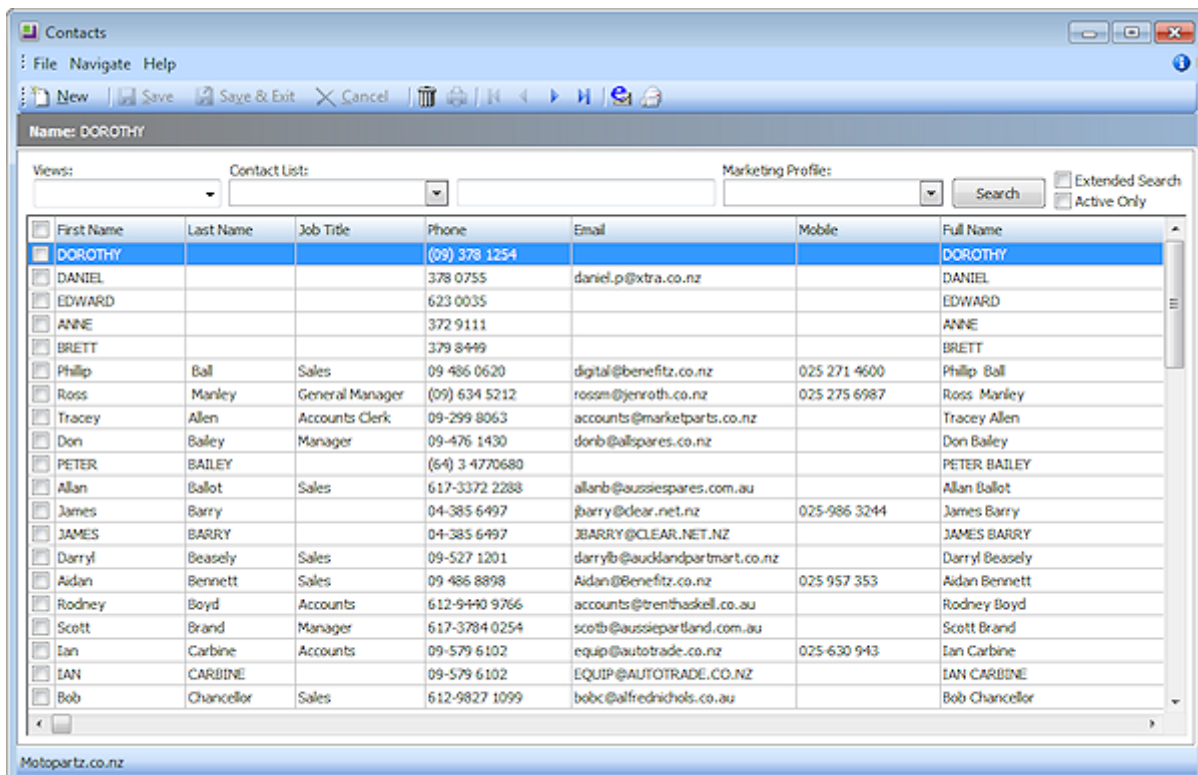 Contacts
File Navigate Help
New Save Save & Exit Cancel
Name: DOROTHY
Views: Contact List: Marketing Profile:
Search Extended Search
Active Only
First Name Last Name Job Title Phone Email Mobile Full Name
DOROTHY (09) 378 1254 DOROTHY
DANIEL 378 0755 daniel.p@xtra.co.nz DANIEL
EDWARD 623 0035 EDWARD
ANNE 372 9111 ANNE
BRETT 379 8449 BRETT
Phillip Ball Sales 09 486 0620 digital@benefitz.co.nz 025 271 4600 Phillip Ball
Ross Manley General Manager (09) 634 5212 rossm@jenroth.co.nz 025 275 6987 Ross Manley
Tracey Allen Accounts Clerk 09-299 8063 accounts@marketparts.co.nz Tracey Allen
Don Bailey Manager 09-476 1430 donb@allspares.co.nz Don Bailey
PETER BAILEY (64) 3 4770680 PETER BAILEY
Allan Ballot Sales 617-3372 2288 allanb@aussiespares.com.au Allan Ballot
James Barry 04-385 6497 jbarry@clear.net.nz 025-986 3244 James Barry
JAMES BARRY 04-385 6497 JBARRY@CLEAR.NET.NZ JAMES BARRY
Darryl Beasely Sales 09-527 1201 darrylb@aucklandpartmart.co.nz Darryl Beasely
Aidan Bennett Sales 09 486 8898 Aidan@Benefitz.co.nz 025 957 353 Aidan Bennett
Rodney Boyd Accounts 612-9440 9766 accounts@trenthaskell.co.au Rodney Boyd
Scott Brand Manager 617-3784 0254 scotb@aussiepartland.com.au Scott Brand
Ian Carbine Accounts 09-579 6102 equip@autotrade.co.nz 025-630 943 Ian Carbine
IAN CARBINE 09-579 6102 EQUIP@AUTOTRADE.CO.NZ IAN CARBINE
Bob Chancellor Sales 612-9827 1099 bobc@alfrednichols.co.au Bob Chancellor
Motopartz.co.nz